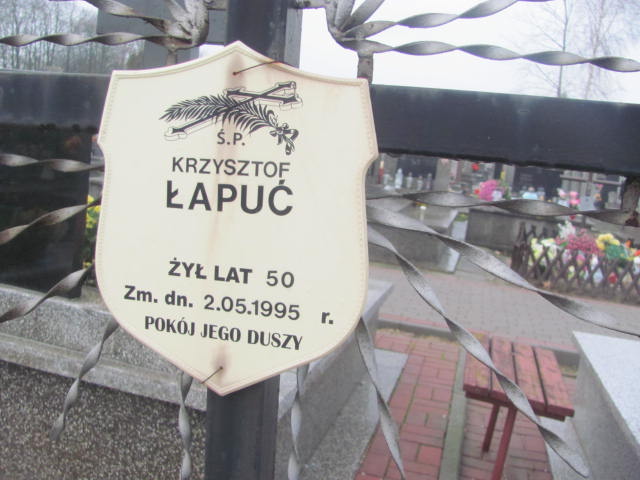 Ś.P.
KRZYSZTOF
ŁAPUĆ
ŻYŁ LAT 50
Zm. dn. 2.05.1995 r.
POKÓJ JEGO DUSZY